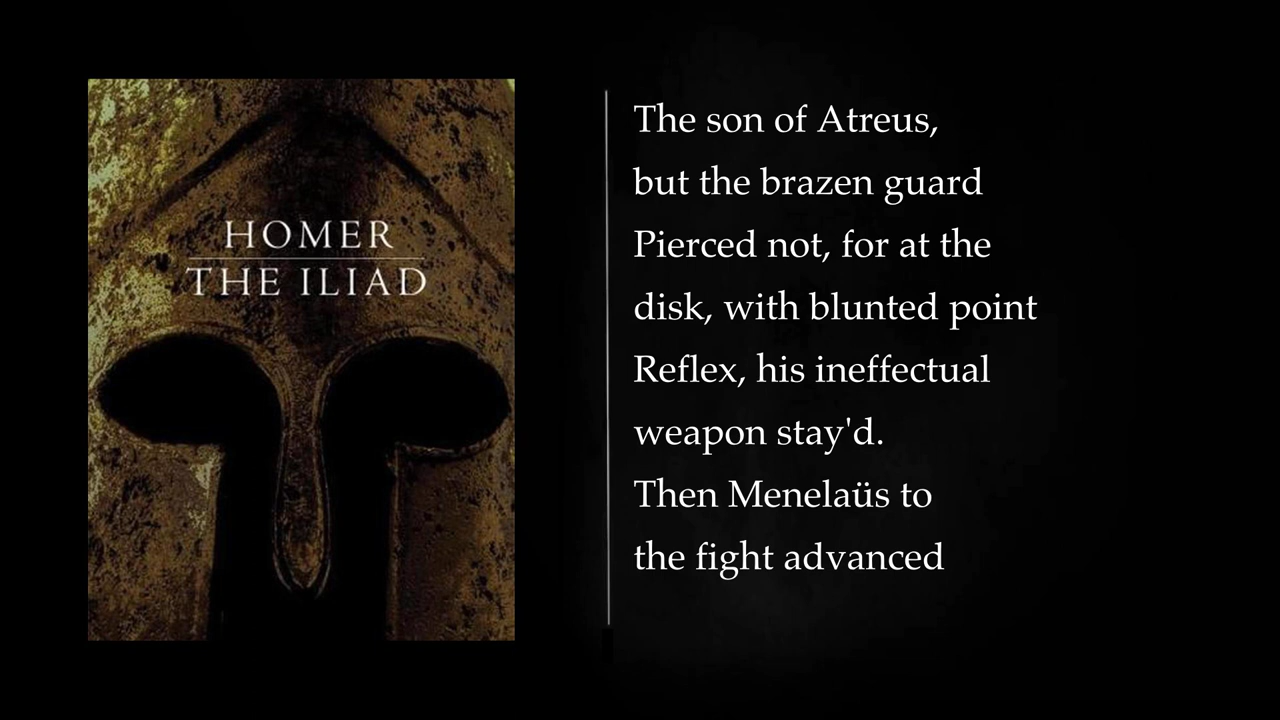 HOMER
THE ILIAD
The son of Atreus,
but the brazen guard
Pierced not, for at the
disk, with blunted point
Reflex, his ineffectual
weapon stay'd.
Then Menelaüs to
the fight advanced